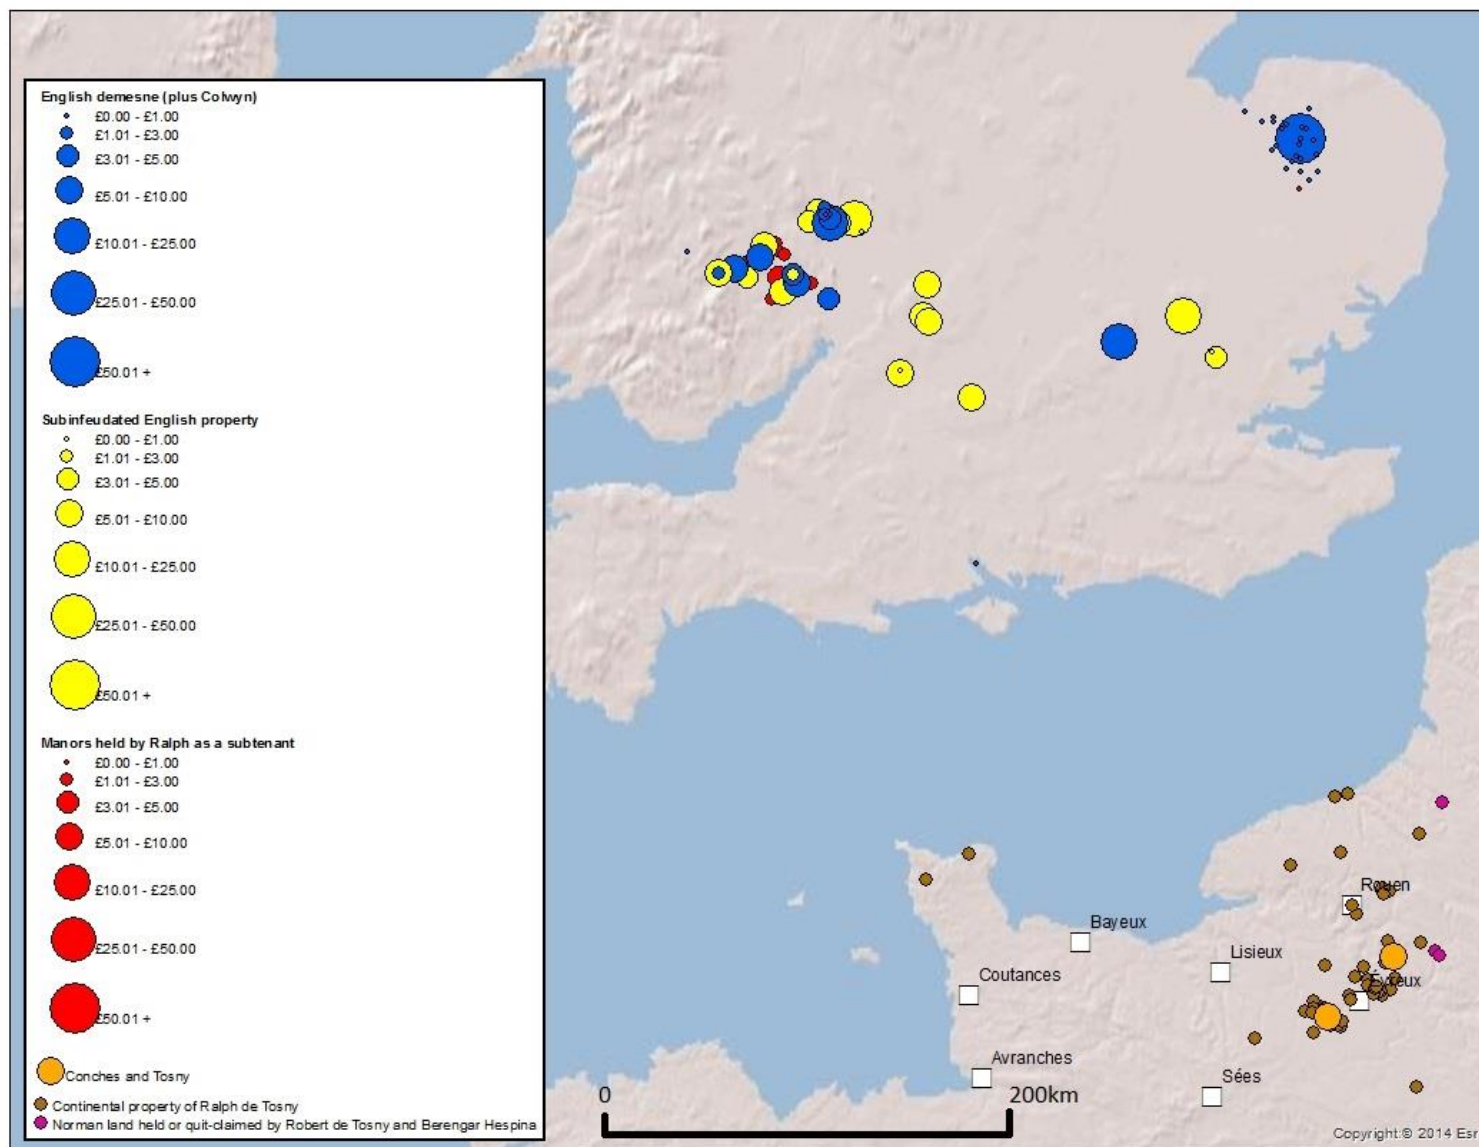 English demesne (plus Colwyn)
£0.00 - £1.00
£1.01 - £3.00
£3.01 - £5.00
£5.01 - £10.00
£10.01 - £25.00
£25.01 - £50.00
£50.01 +
Subinfeudated English property
£0.00 - £1.00
£1.01 - £3.00
£3.01 - £5.00
£5.01 - £10.00
£10.01 - £25.00
£25.01 - £50.00
£50.01 +
Manors held by Ralph as a subtenant
£0.00 - £1.00
£1.01 - £3.00
£3.01 - £5.00
£5.01 - £10.00
£10.01 - £25.00
£25.01 - £50.00
£50.01 +
Conches and Tosny
Continental property of Ralph de Tosny
Norman land held or quit-claimed by Robert de Tosny and Berengar Hespina
Rouen
Bayeux
Lisieux
Coutances
Évreux
Avranches
Sées
0
200km
Copyright:© 2014 Esr